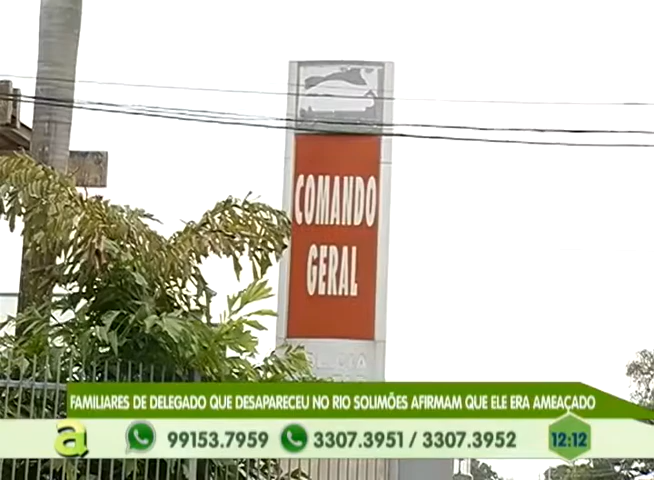 COMANDO
GERAL
FAMILIARES DE DELEGADO QUE DESAPARECEU NO RIO SOLIMÕES AFIRMAM QUE ELE ERA AMEAÇADO
a 99153.7959 3307.3951 / 3307.3952 12:12